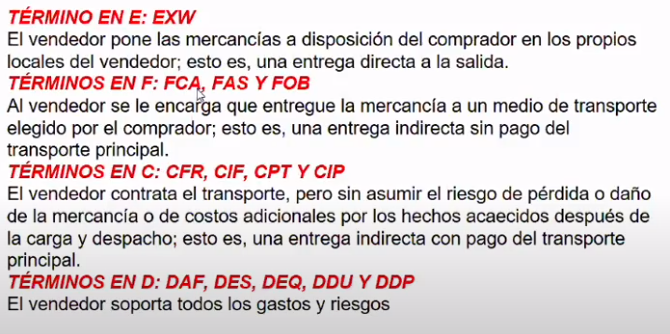 TÉRMINO EN E: EXW
El vendedor pone las mercancías a disposición del comprador en los propios
locales del vendedor; esto es, una entrega directa a la salida.
TÉRMINOS EN F: FCA, FAS Y FOB
Al vendedor se le encarga que entregue la mercancía a un medio de transporte
elegido por el comprador; esto es, una entrega indirecta sin pago del
transporte principal.
TÉRMINOS EN C: CFR, CIF, CPT Y CIP
El vendedor contrata el transporte, pero sin asumir el riesgo de pérdida o daño
de la mercancía o de costos adicionales por los hechos acaecidos después de
la carga y despacho; esto es, una entrega indirecta con pago del transporte
principal.
TÉRMINOS EN D: DAF, DES, DEQ, DDU Y DDP
El vendedor soporta todos los gastos y riesgos